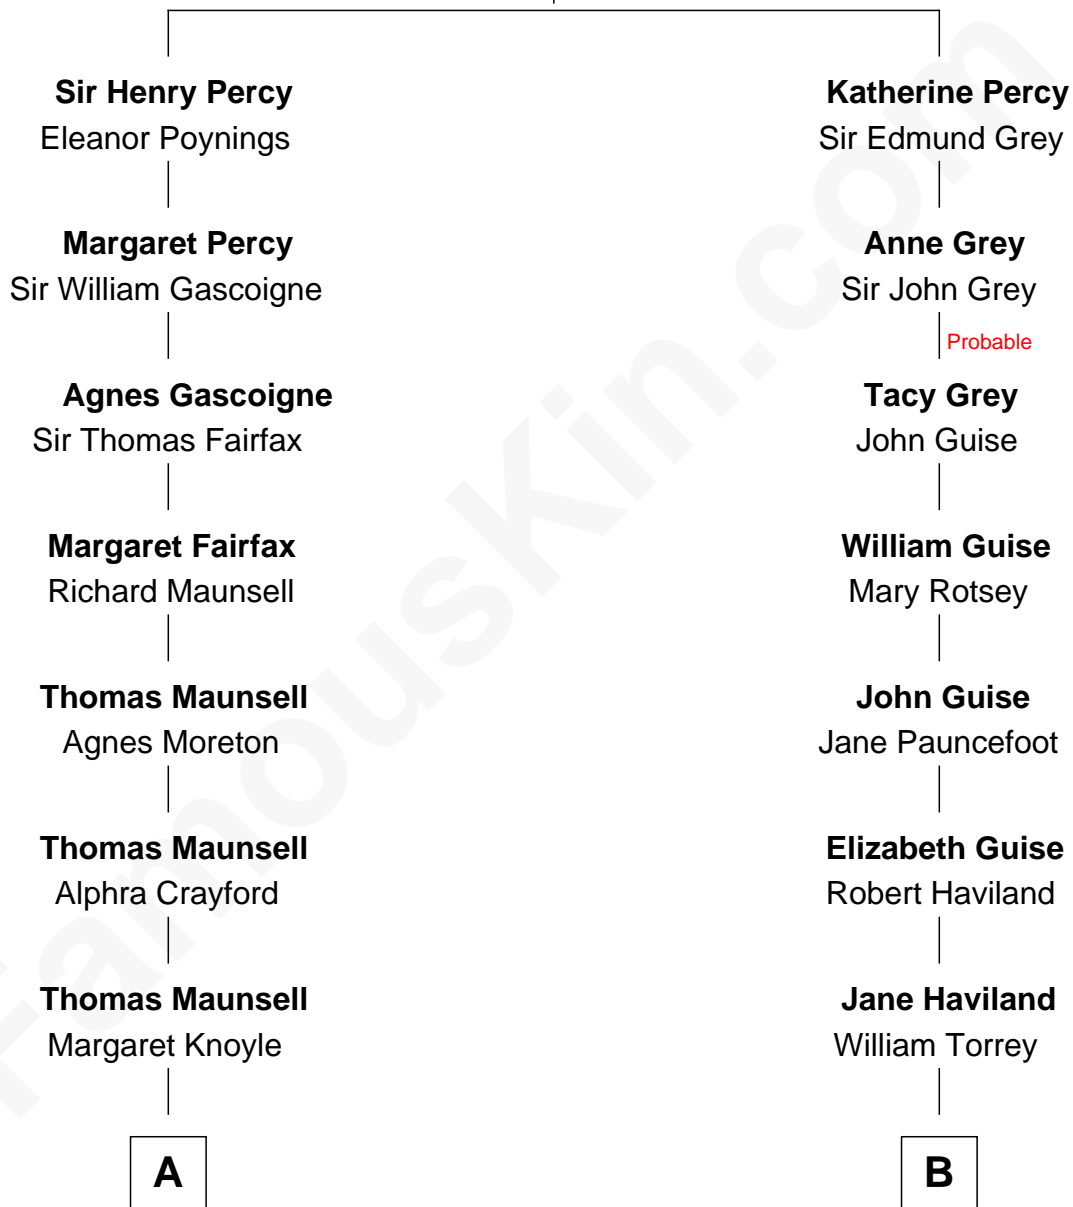 Sir Henry Percy
Eleanor Poynings
Margaret Percy
Sir William Gascoigne
Agnes Gascoigne
Sir Thomas Fairfax
Margaret Fairfax
Richard Maunsell
Thomas Maunsell
Agnes Moreton
Thomas Maunsell
Alphra Crayford
Thomas Maunsell
Margaret Knoyle
A
Katherine Percy
Sir Edmund Grey
Anne Grey
Sir John Grey
Probable
Tacy Grey
John Guise
William Guise
Mary Rotsey
John Guise
Jane Pauncefoot
Elizabeth Guise
Robert Haviland
Jane Haviland
William Torrey
B
FamousKin.com